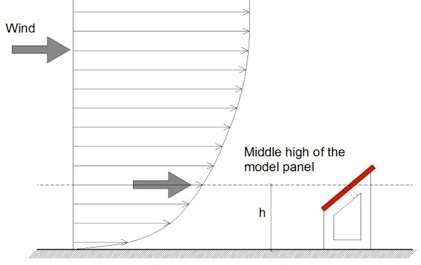 Wind
Middle high of the
model panel
h